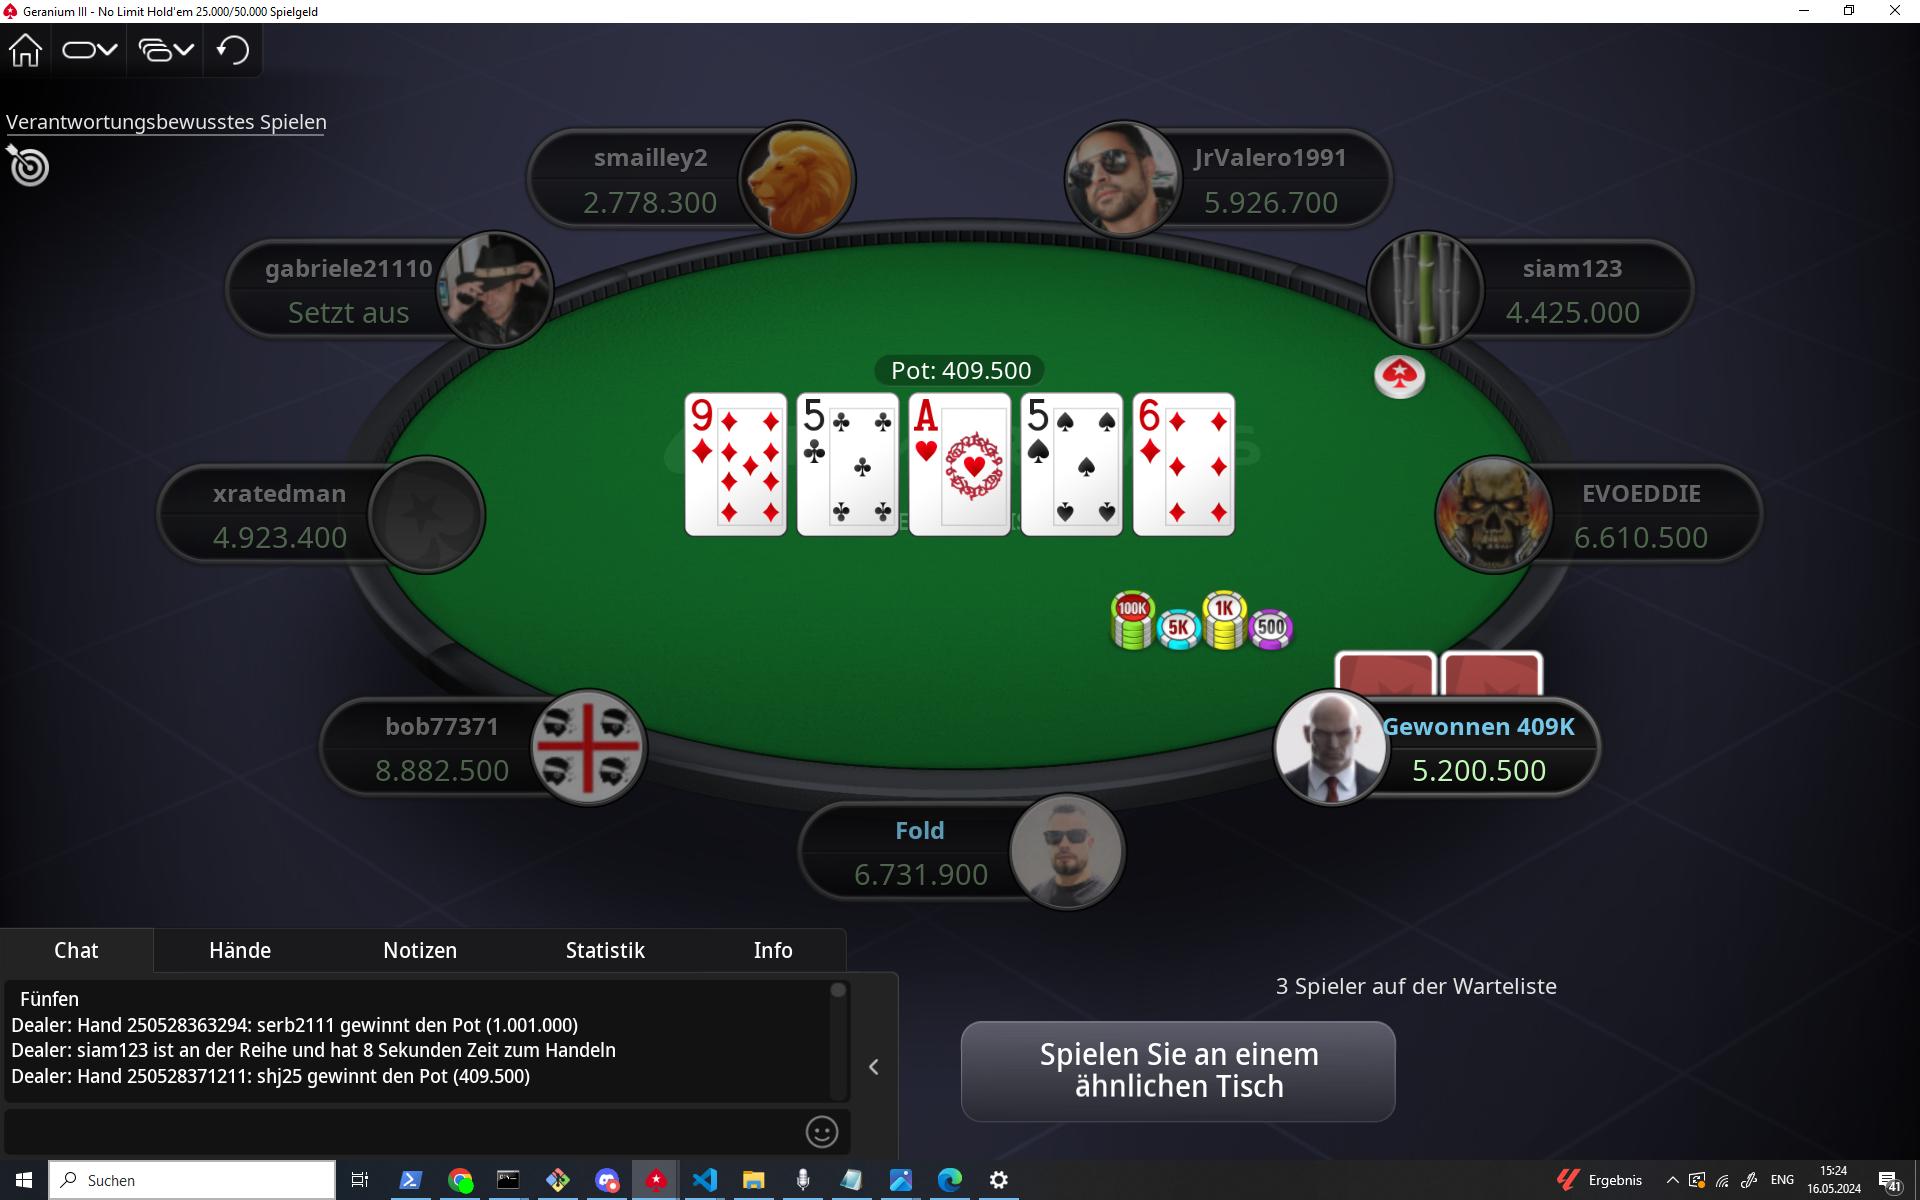 Geranium III - No Limit Hold'em 25.000/50.000 Spielgeld
Verantwortungsbewusstes Spielen
smailley2
2.778.300
JrValero1991
5.926.700
gabriele21110
Setzt aus
siam123
4.425.000
Pot: 409.500
9
5
A
5
6
xratedman
4.923.400
EVOEDDIE
6.610.500
100K
5K
1K
500
bob77371
8.882.500
Gewonnen 409K
5.200.500
Fold
6.731.900
Chat
Hände
Notizen
Statistik
Info
Fünfen
Dealer: Hand 250528363294: serb2111 gewinnt den Pot (1.001.000)
Dealer: siam123 ist an der Reihe und hat 8 Sekunden Zeit zum Handeln
Dealer: Hand 250528371211: shj25 gewinnt den Pot (409.500)
3 Spieler auf der Warteliste
Spielen Sie an einem
ähnlichen Tisch
Suchen
Ergebnis
ENG
15:24
16.05.2024
41